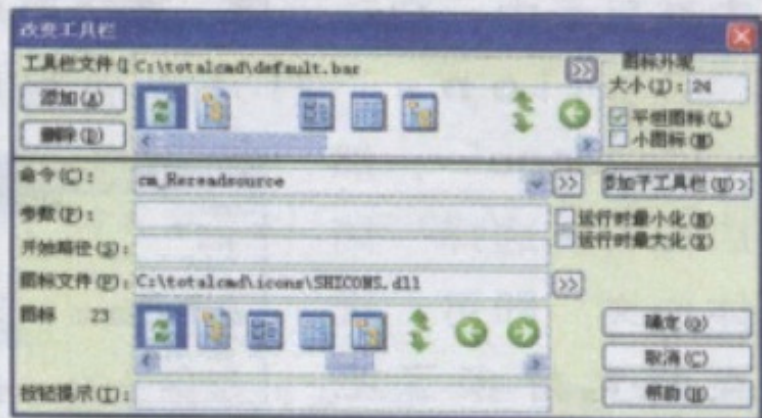 改变工具栏
工具栏文件(I C:\totalcmd\default.bar >>
图标外观
大小(I): 24
添加(A)
删除(D)
平坦图标(L)
小图标(M)
命令(C): cm_Rereadsource >> 添加子工具栏(U)>
参数(P):
运行时最小化(N)
开始路径(S):
运行时最大化(X)
图标文件(F): C:\totalcmd\icons\SHICONS.dll >>
图标 23
确定(O)
取消(C)
按钮提示(T):
帮助(H)